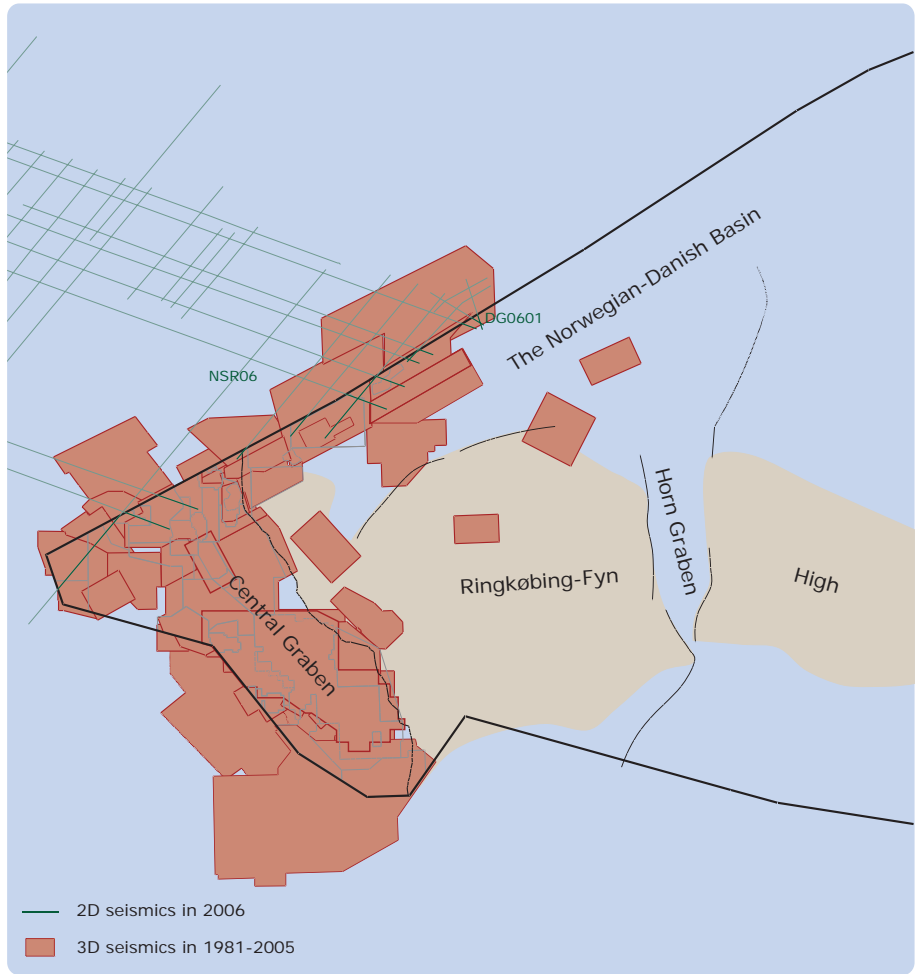 The Norwegian-Danish Basin
DG0601
NSR06
Horn Graben
Ringkøbing-Fyn
High
Central Graben
2D seismics in 2006
3D seismics in 1981-2005